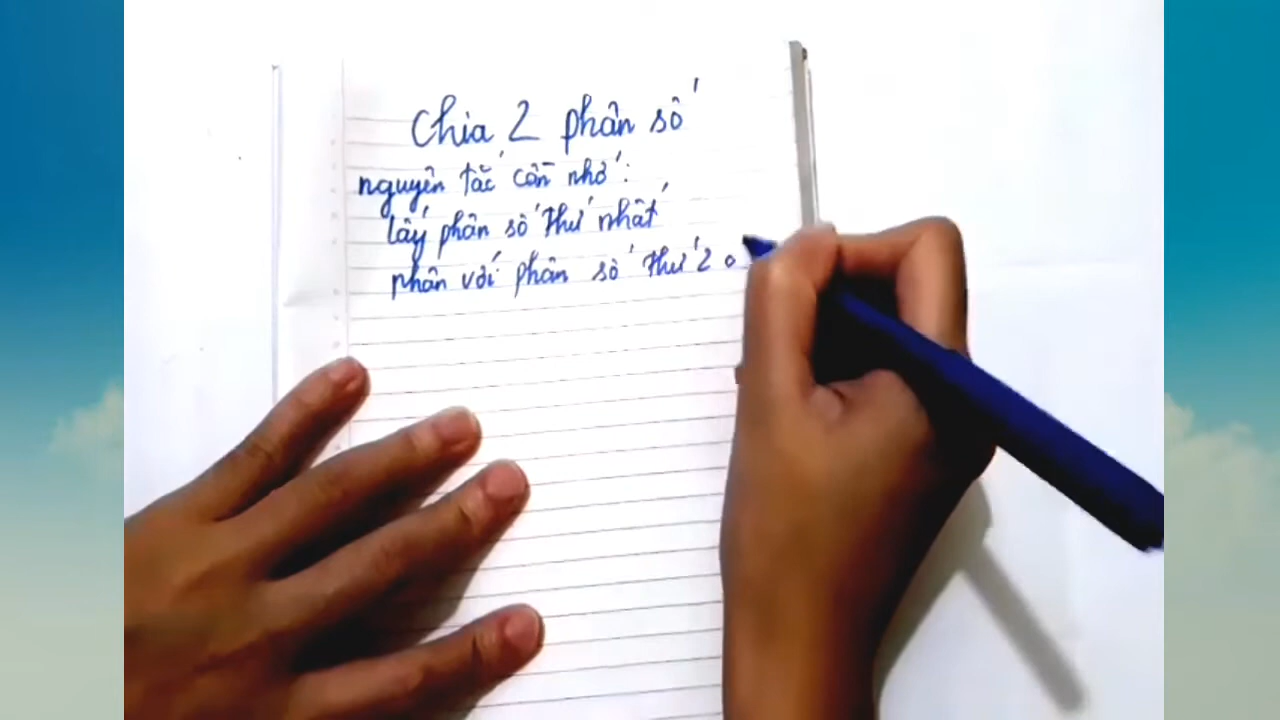 Chia 2 phân số
nguyên tắc cần nhớ:
lấy phân số thứ nhất
nhân với phân số thứ 2